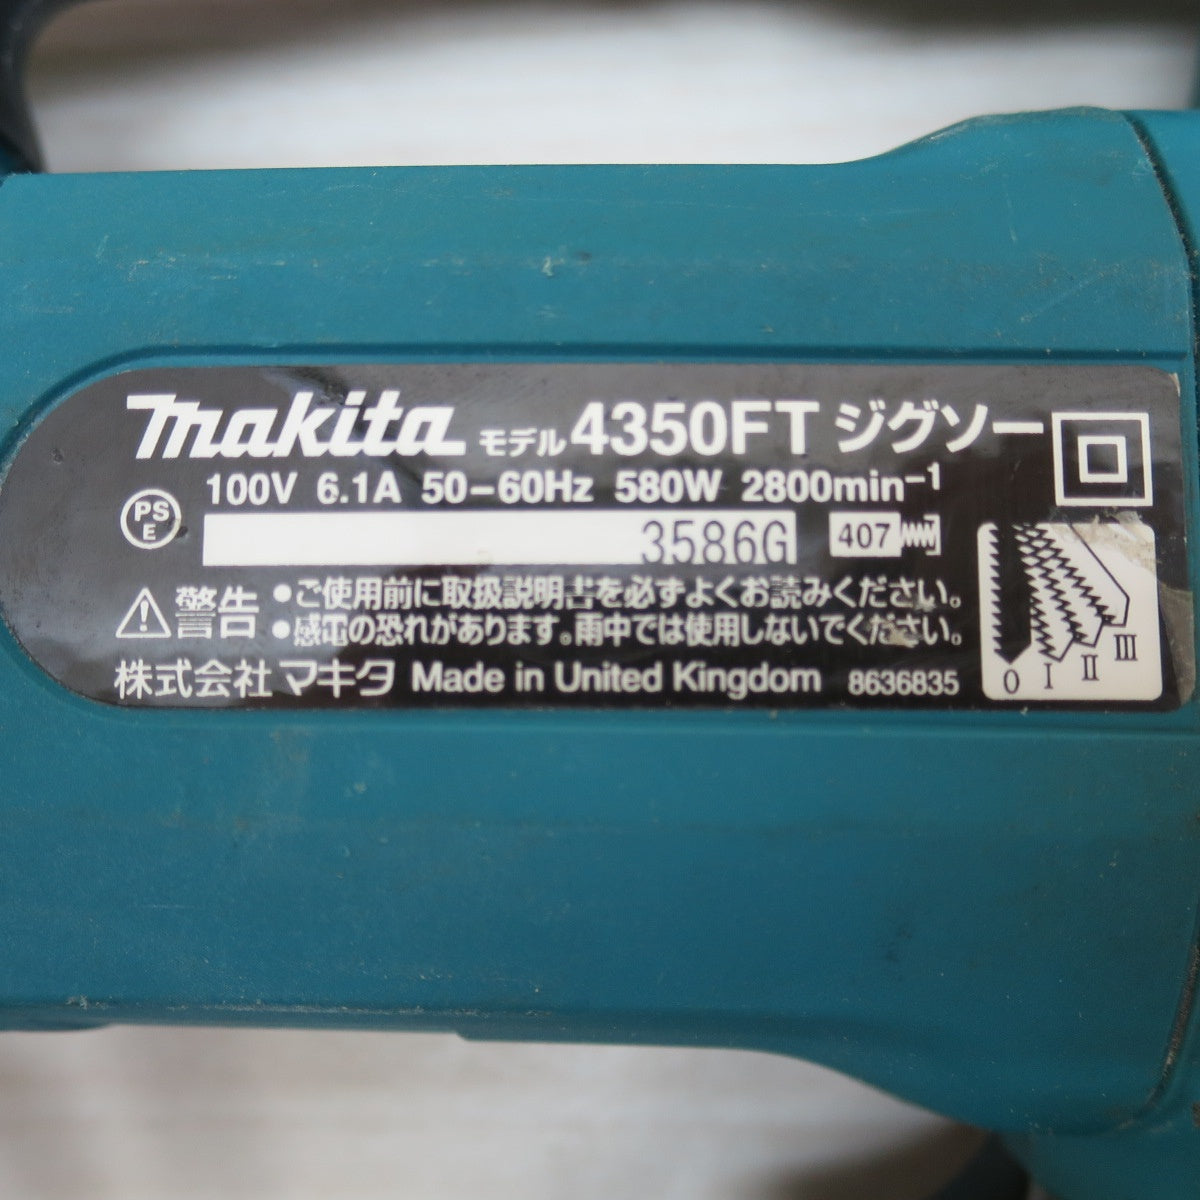 makita モデル 4350FT ジグソー
100V 6.1A 50-60Hz 580W 2800min⁻¹
PS
E
3586G 407
警告 ●ご使用前に取扱説明書を必ずよくお読みください。
●感電の恐れがあります。雨中では使用しないでください。
株式会社 マキタ Made in United Kingdom 8636835
0 I II III